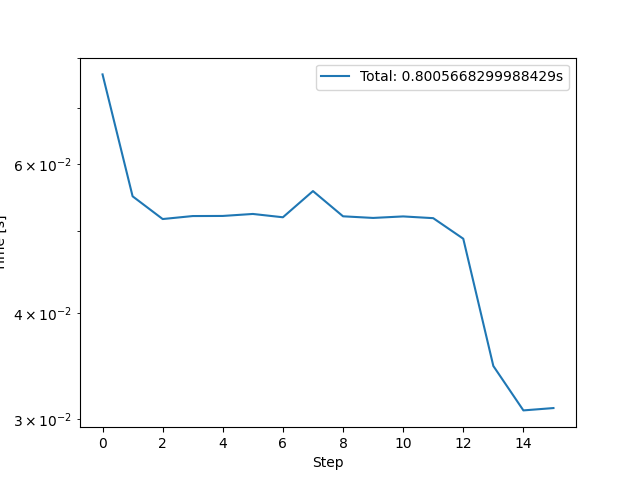 Total: 0.8005668299988429s
6 × 10⁻²
4 × 10⁻²
3 × 10⁻²
[s]
0 2 4 6 8 10 12 14
Step